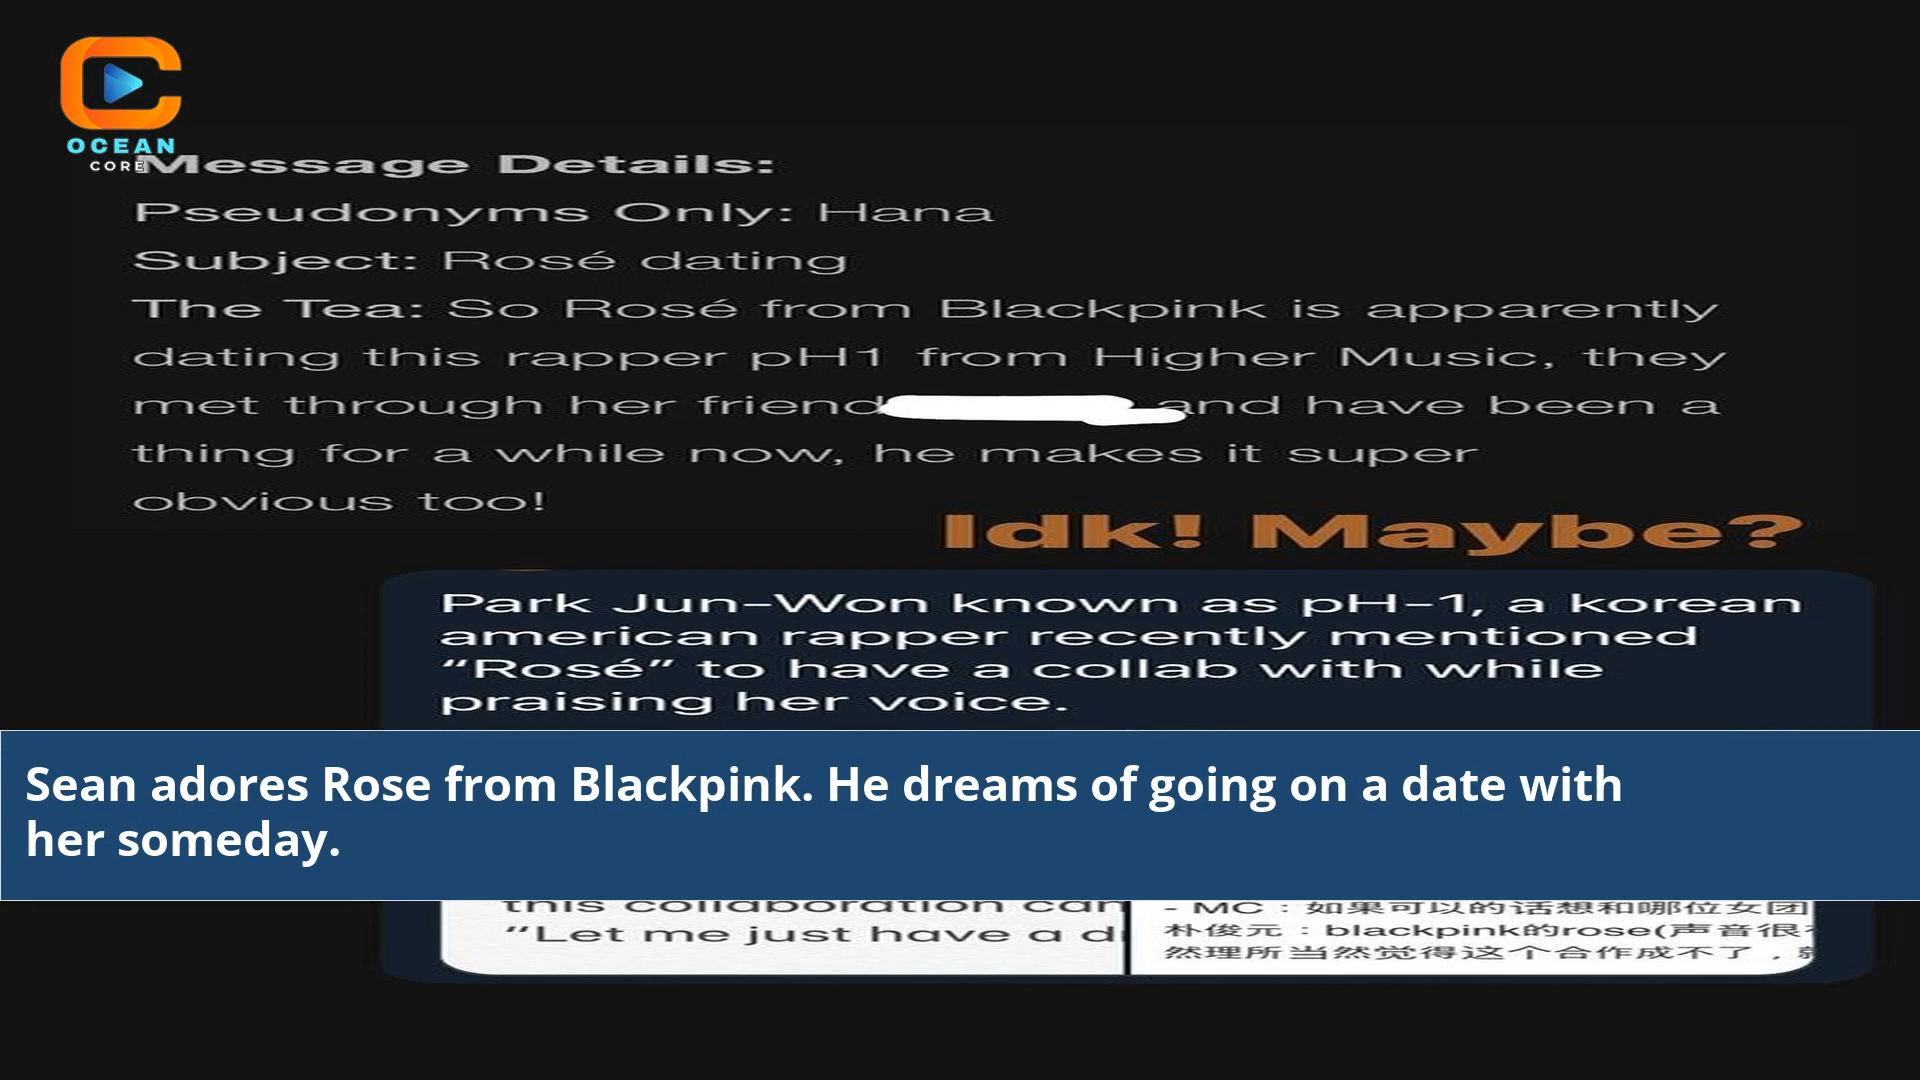 OCEAN
CORE
Message Details:
Pseudonyms Only: Hana
Subject: Rosé dating
The Tea: So Rosé from Blackpink is apparently
dating this rapper pH1 from Higher Music, they
met through her friend and have been a
thing for a while now, he makes it super
obvious too!
Idk! Maybe?
Park Jun-Won known as pH-1, a korean
american rapper recently mentioned
“Rosé” to have a collab with while
praising her voice.
Sean adores Rose from Blackpink. He dreams of going on a date with
her someday.
this collaboration can
“Let me just have a d
- MC：如果可以的话想和哪位女团
朴俊元：blackpink的rose(声音很
然理所当然觉得这个合作成不了，